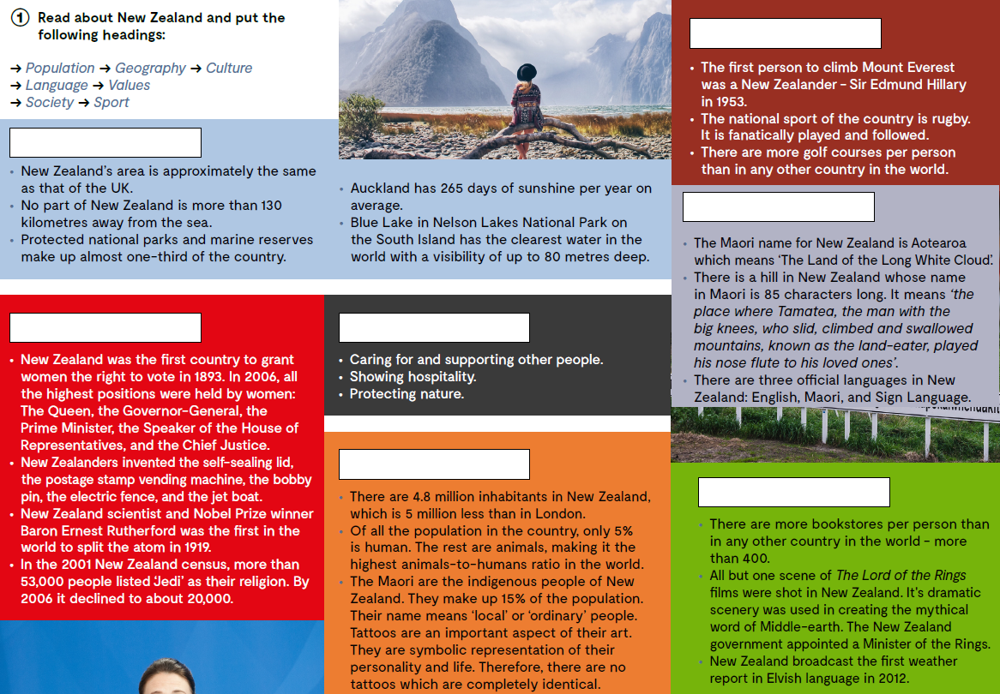 1 Read about New Zealand and put the
following headings:
→ Population → Geography → Culture
→ Language → Values
→ Society → Sport
• New Zealand's area is approximately the same
as that of the UK.
• No part of New Zealand is more than 130
kilometres away from the sea.
• Protected national parks and marine reserves
make up almost one-third of the country.
• Auckland has 265 days of sunshine per year on
average.
• Blue Lake in Nelson Lakes National Park on
the South Island has the clearest water in the
world with a visibility of up to 80 metres deep.
• The first person to climb Mount Everest
was a New Zealander – Sir Edmund Hillary
in 1953.
• The national sport of the country is rugby.
It is fanatically played and followed.
• There are more golf courses per person
than in any other country in the world.
• The Maori name for New Zealand is Aotearoa
which means 'The Land of the Long White Cloud'.
• There is a hill in New Zealand whose name
in Maori is 85 characters long. It means 'the
place where Tamatea, the man with the
big knees, who slid, climbed and swallowed
mountains, known as the land-eater, played
his nose flute to his loved ones'.
• There are three official languages in New
Zealand: English, Maori, and Sign Language.
• New Zealand was the first country to grant
women the right to vote in 1893. In 2006, all
the highest positions were held by women:
The Queen, the Governor-General, the
Prime Minister, the Speaker of the House of
Representatives, and the Chief Justice.
• New Zealanders invented the self-sealing lid,
the postage stamp vending machine, the bobby
pin, the electric fence, and the jet boat.
• New Zealand scientist and Nobel Prize winner
Baron Ernest Rutherford was the first in the
world to split the atom in 1919.
• In the 2001 New Zealand census, more than
53,000 people listed 'Jedi' as their religion. By
2006 it declined to about 20,000.
• Caring for and supporting other people.
• Showing hospitality.
• Protecting nature.
• There are 4.8 million inhabitants in New Zealand,
which is 5 million less than in London.
• Of all the population in the country, only 5%
is human. The rest are animals, making it the
highest animals-to-humans ratio in the world.
• The Maori are the indigenous people of New
Zealand. They make up 15% of the population.
Their name means 'local' or 'ordinary' people.
Tattoos are an important aspect of their art.
They are symbolic representation of their
personality and life. Therefore, there are no
tattoos which are completely identical.
• There are more bookstores per person than
in any other country in the world – more
than 400.
• All but one scene of The Lord of the Rings
films were shot in New Zealand. It's dramatic
scenery was used in creating the mythical
word of Middle-earth. The New Zealand
government appointed a Minister of the Rings.
• New Zealand broadcast the first weather
report in Elvish language in 2012.